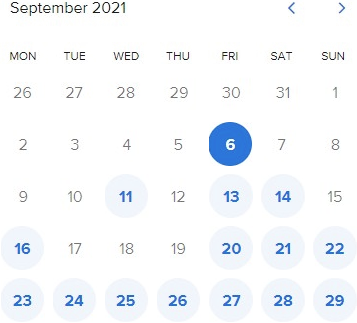 September 2021
MON TUE WED THU FRI SAT SUN
26 27 28 29 30 31 1
2 3 4 5 6 7 8
9 10 11 12 13 14 15
16 17 18 19 20 21 22
23 24 25 26 27 28 29